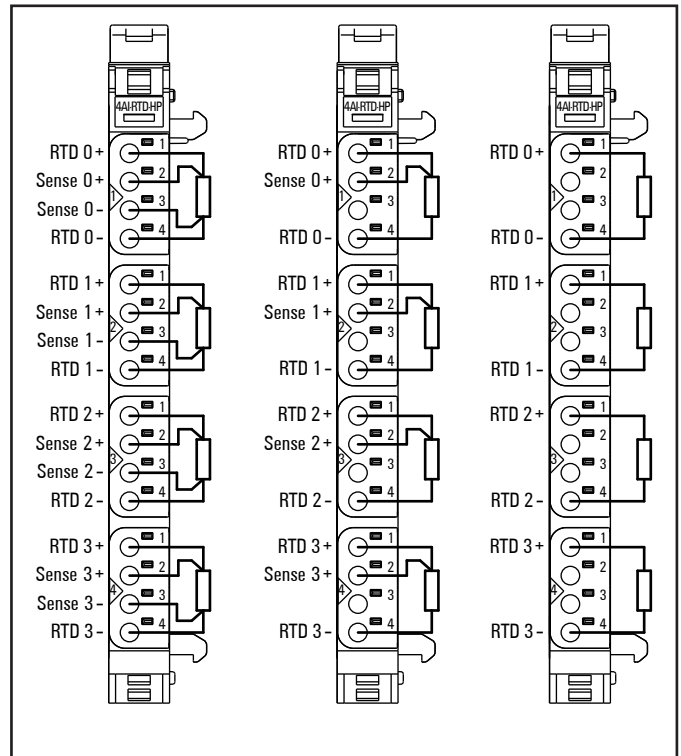 4AI-RTD-HP
RTD 0+ 1
Sense 0+ 2
1
Sense 0– 3
RTD 0– 4
RTD 1+ 1
Sense 1+ 2
2
Sense 1– 3
RTD 1– 4
RTD 2+ 1
Sense 2+ 2
3
Sense 2– 3
RTD 2– 4
RTD 3+ 1
Sense 3+ 2
4
Sense 3– 3
RTD 3– 4
4AI-RTD-HP
RTD 0+ 1
Sense 0+ 2
1
3
RTD 0– 4
RTD 1+ 1
Sense 1+ 2
2
3
RTD 1– 4
RTD 2+ 1
Sense 2+ 2
3
3
RTD 2– 4
RTD 3+ 1
Sense 3+ 2
4
3
RTD 3– 4
4AI-RTD-HP
RTD 0+ 1
2
1
3
RTD 0– 4
RTD 1+ 1
2
2
3
RTD 1– 4
RTD 2+ 1
2
3
3
RTD 2– 4
RTD 3+ 1
2
4
3
RTD 3– 4